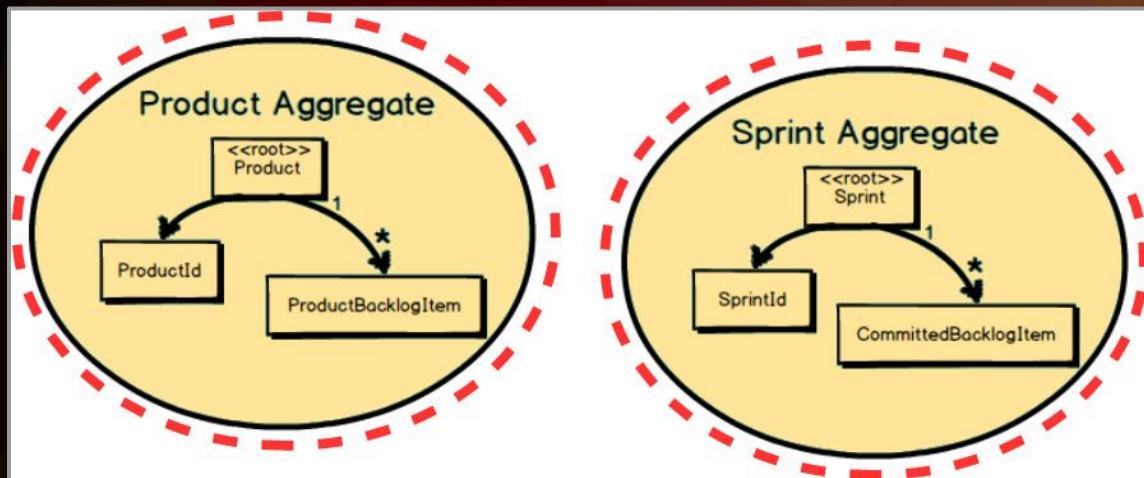 Product Aggregate
<<root>>
Product
1
*
ProductId
ProductBacklogItem
Sprint Aggregate
<<root>>
Sprint
1
*
SprintId
CommittedBacklogItem